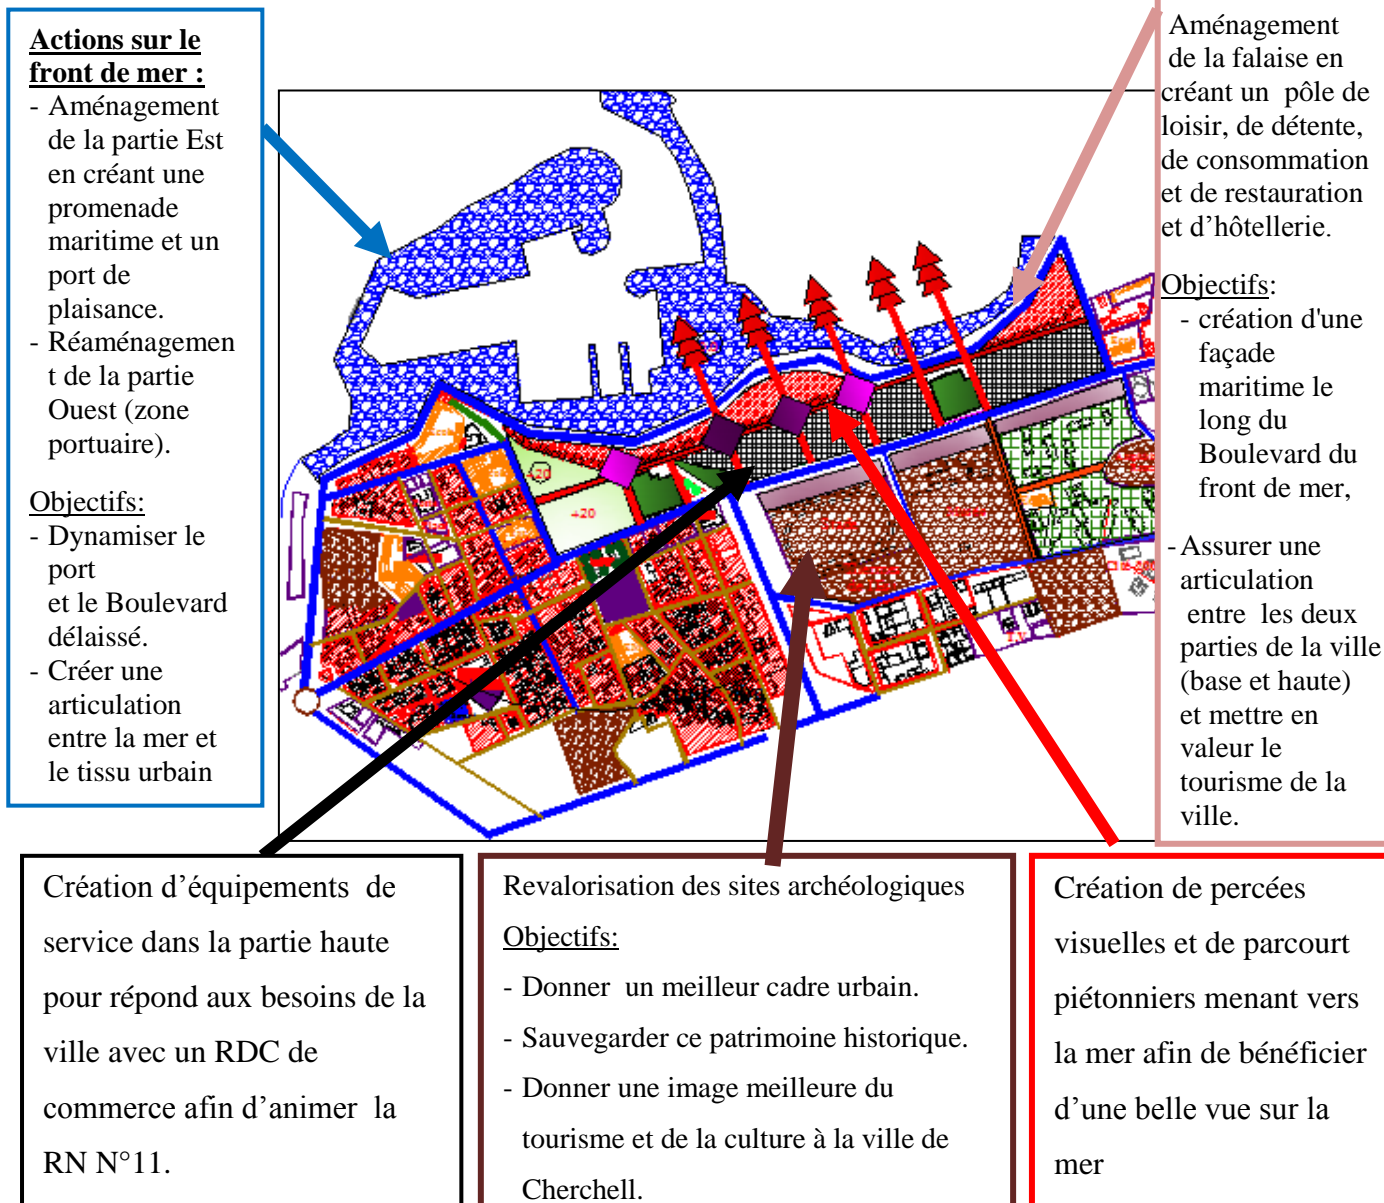 Actions sur le
front de mer :
- Aménagement
de la partie Est
en créant une
promenade
maritime et un
port de
plaisance.
- Réaménagemen
t de la partie
Ouest (zone
portuaire).
Objectifs:
- Dynamiser le
port
et le Boulevard
délaissé.
- Créer une
articulation
entre la mer et
le tissu urbain
Aménagement
de la falaise en
créant un pôle de
loisir, de détente,
de consommation
et de restauration
et d’hôtellerie.
Objectifs:
- création d'une
façade
maritime le
long du
Boulevard du
front de mer,
- Assurer une
articulation
entre les deux
parties de la ville
(base et haute)
et mettre en
valeur le
tourisme de la
ville.
+20
+20
Création d’équipements de
service dans la partie haute
pour répond aux besoins de la
ville avec un RDC de
commerce afin d’animer la
RN N°11.
Revalorisation des sites archéologiques
Objectifs:
- Donner un meilleur cadre urbain.
- Sauvegarder ce patrimoine historique.
- Donner une image meilleure du
tourisme et de la culture à la ville de
Cherchell.
Création de percées
visuelles et de parcourt
piétonniers menant vers
la mer afin de bénéficier
d’une belle vue sur la
mer